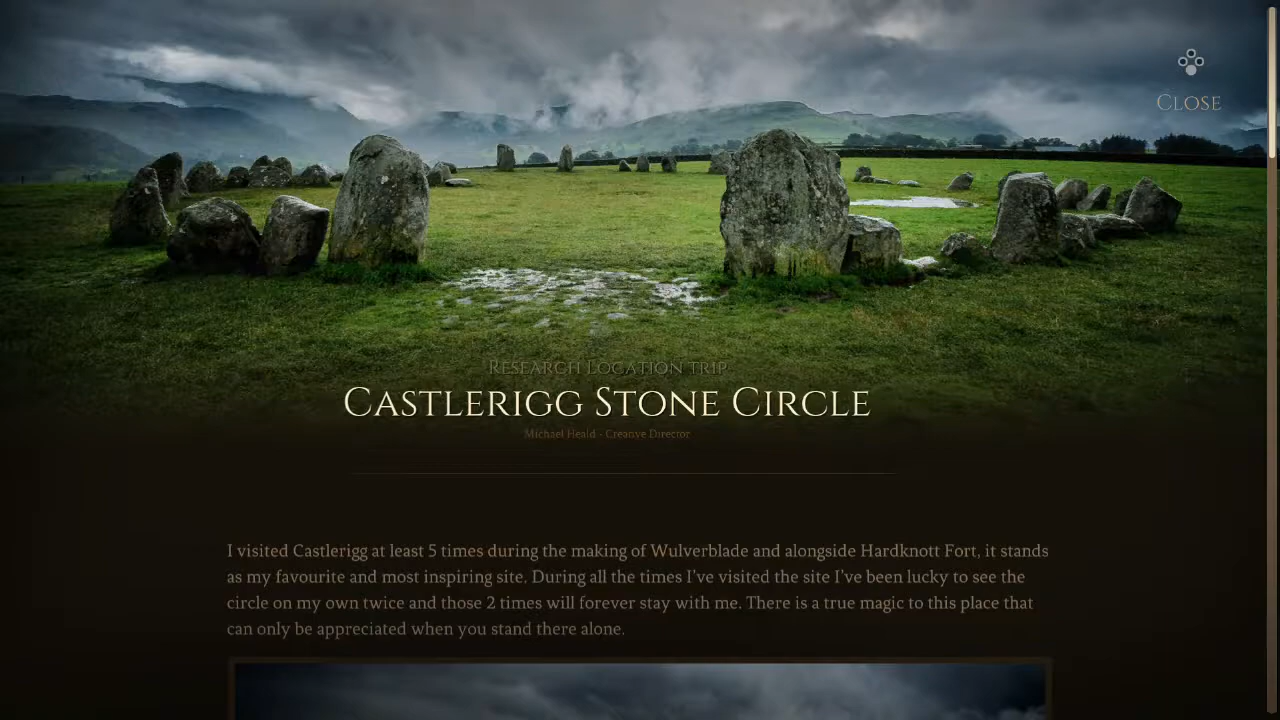 Close
Research Location trip
Castlerigg Stone Circle
Michael Heald - Creative Director
I visited Castlerigg at least 5 times during the making of Wulverblade and alongside Hardknott Fort, it stands
as my favourite and most inspiring site. During all the times I've visited the site I've been lucky to see the
circle on my own twice and those 2 times will forever stay with me. There is a true magic to this place that
can only be appreciated when you stand there alone.